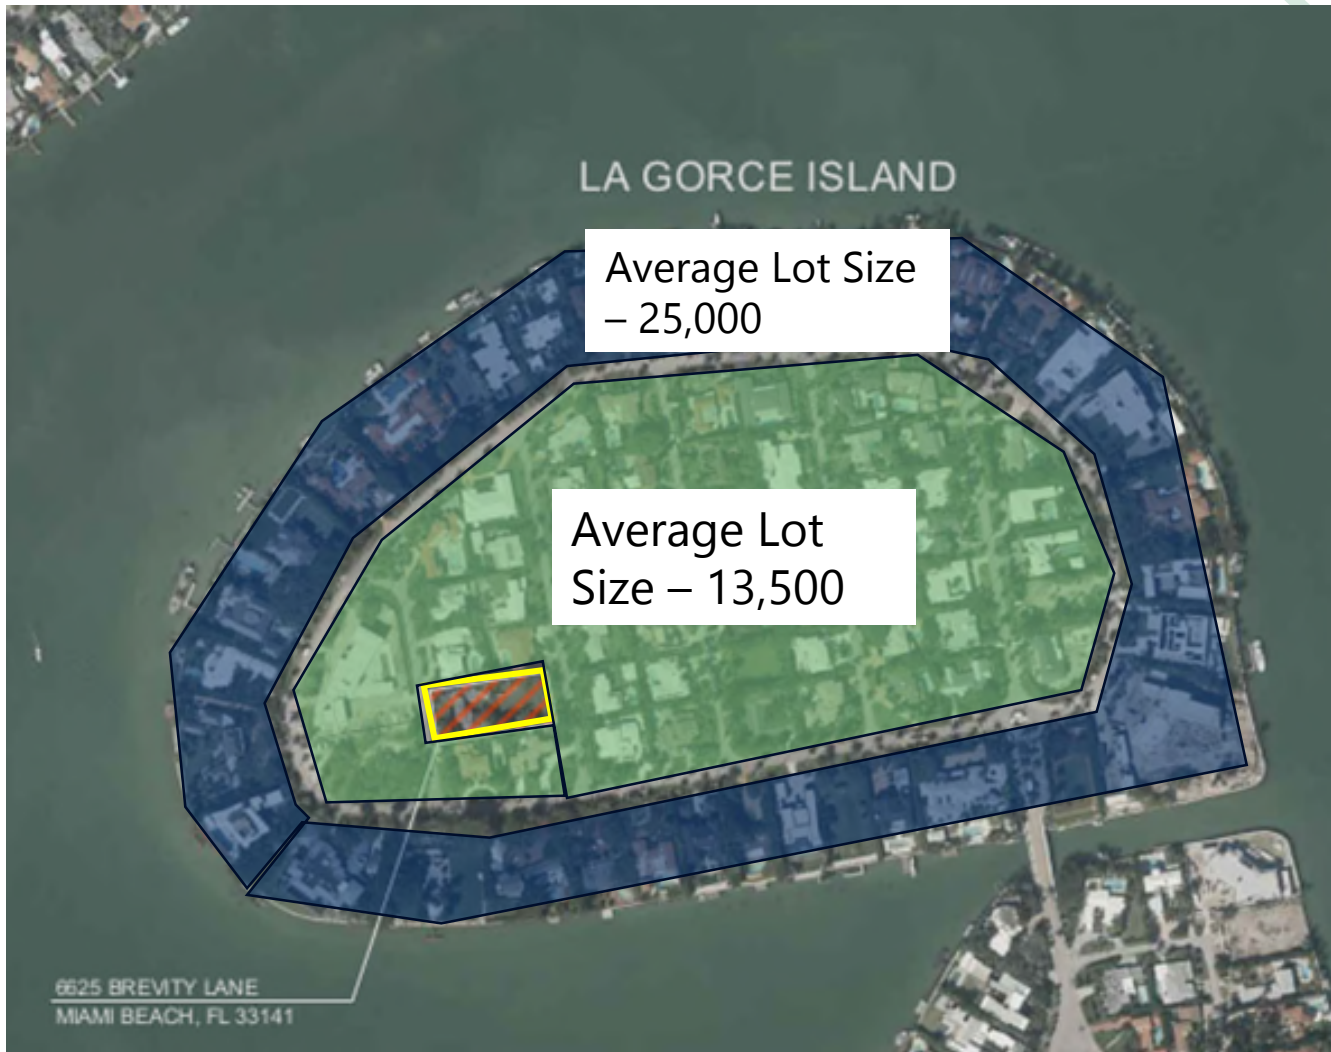 LA GORCE ISLAND
Average Lot Size
– 25,000
Average Lot
Size – 13,500
6625 BREVITY LANE
MIAMI BEACH, FL 33141